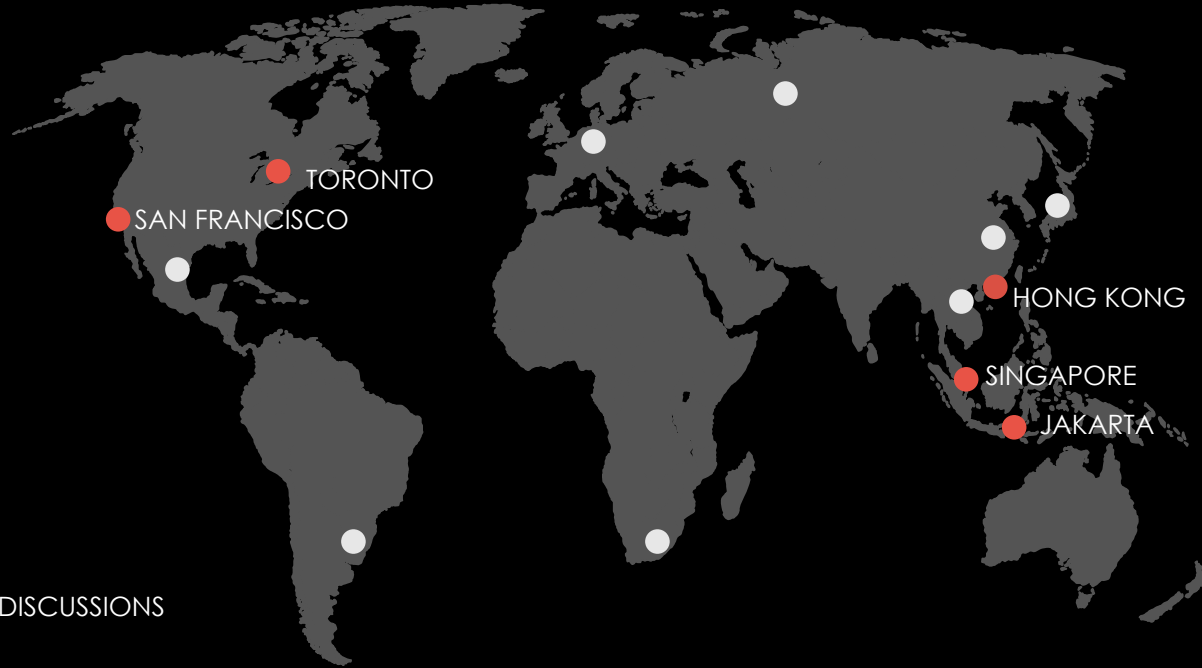 TORONTO
SAN FRANCISCO
HONG KONG
SINGAPORE
JAKARTA
DISCUSSIONS